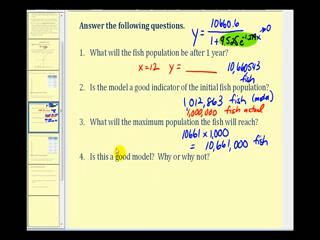 Answer the following questions.
y = 10660.6
1 + 9.525e →0
1. What will the fish population be after 1 year?
x=12 y = ______ 10,660,543
fish
2. Is the model a good indicator of the initial fish population?
1,012,863 fish (model)
1,000,000 fish actual
3. What will the maximum population the fish will reach?
10661 x 1,000
= 10,661,000 fish
4. Is this a good model? Why or why not?